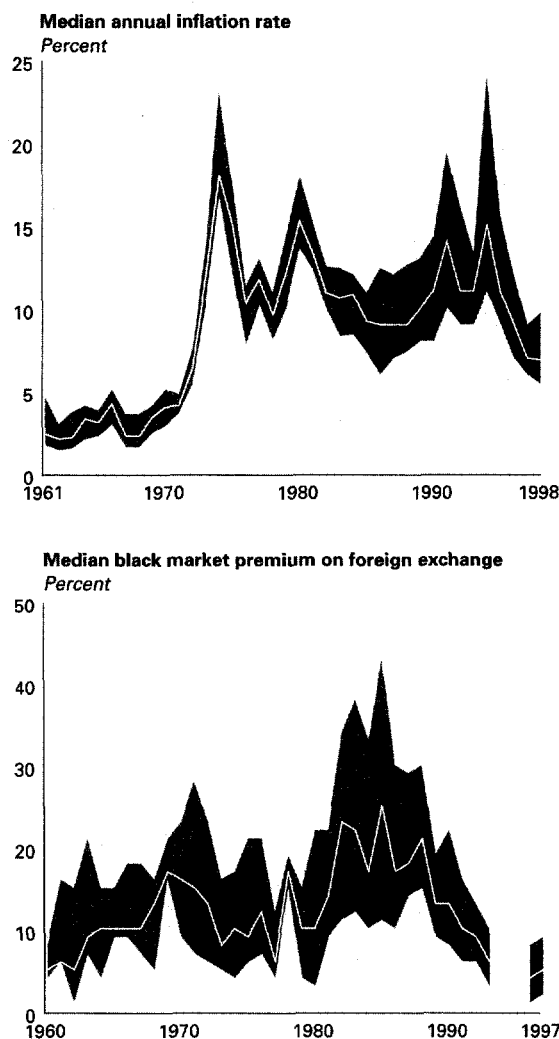 Median annual inflation rate
Percent
25
20
15
10
5
0
1961 1970 1980 1990 1998
Median black market premium on foreign exchange
Percent
50
40
30
20
10
0
1960 1970 1980 1990 1997